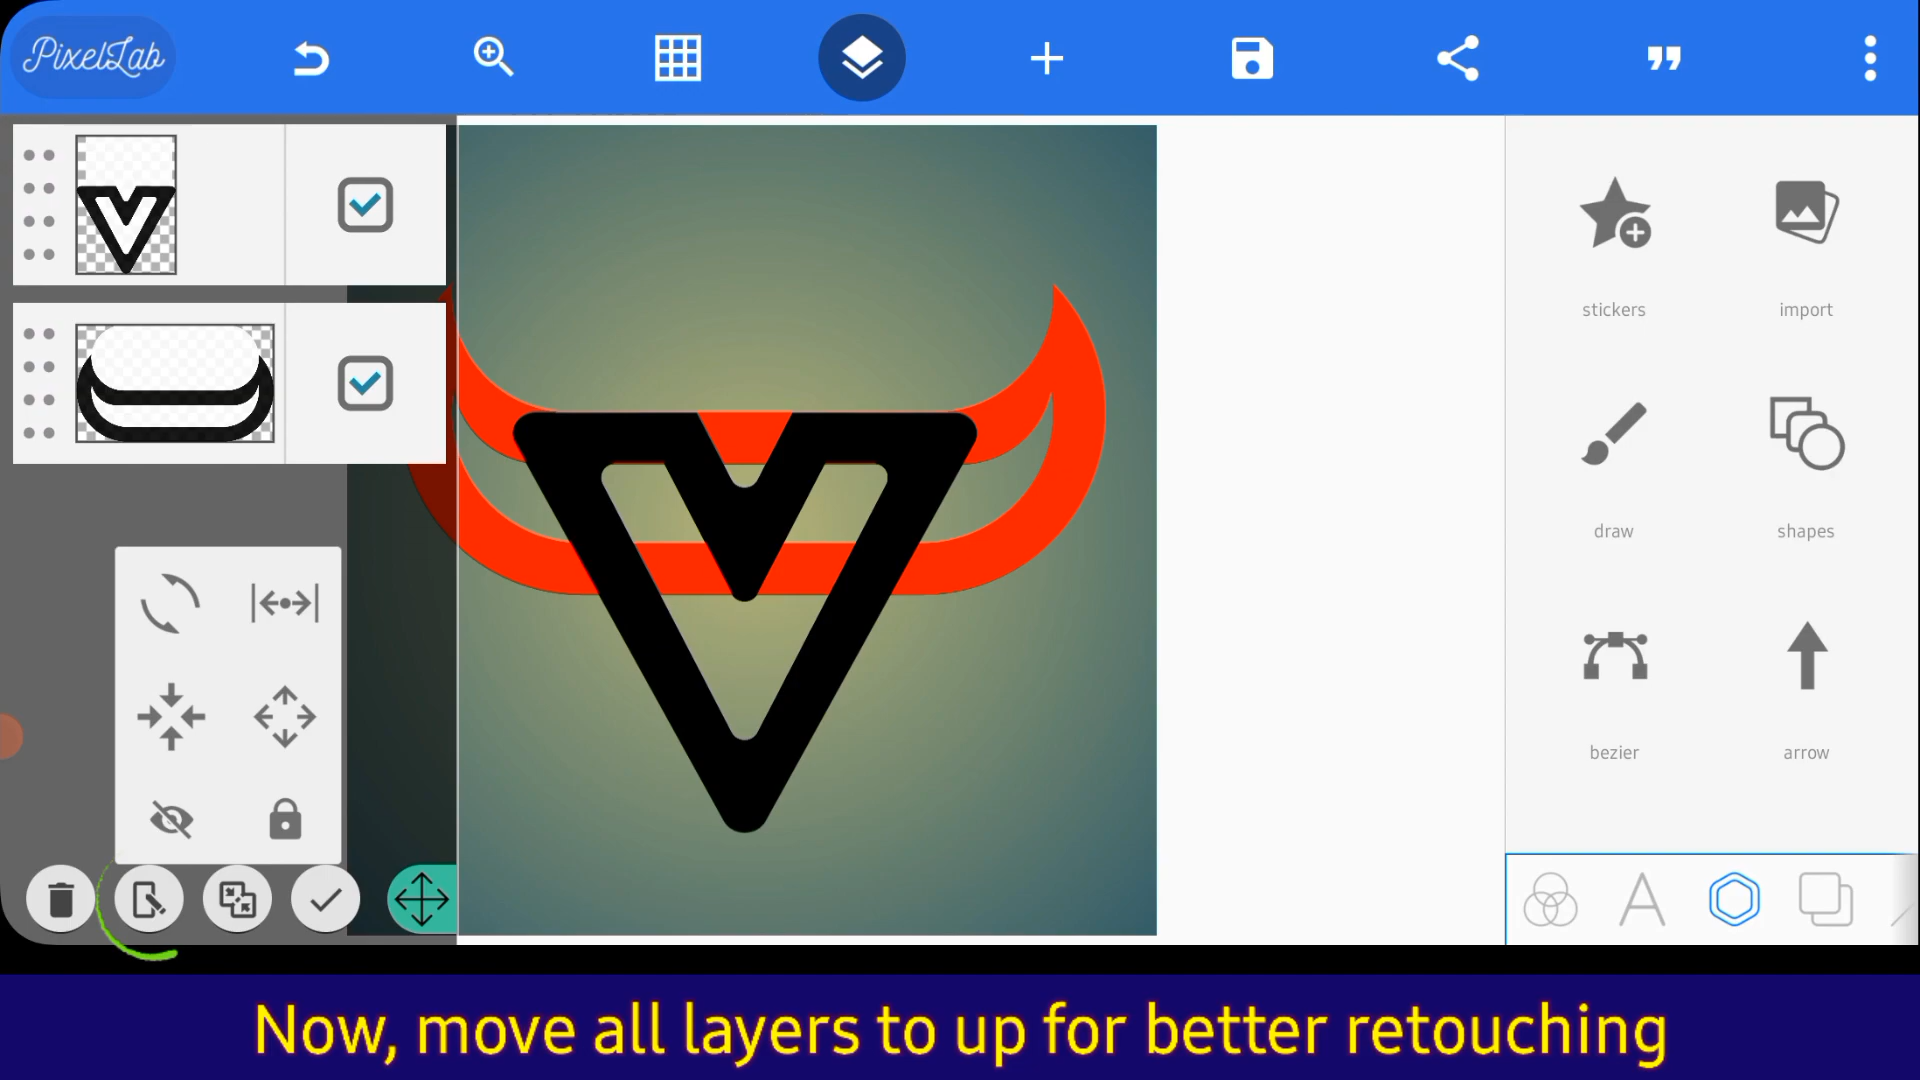 PixelLab
stickers
import
draw
shapes
bezier
arrow
Now, move all layers to up for better retouching